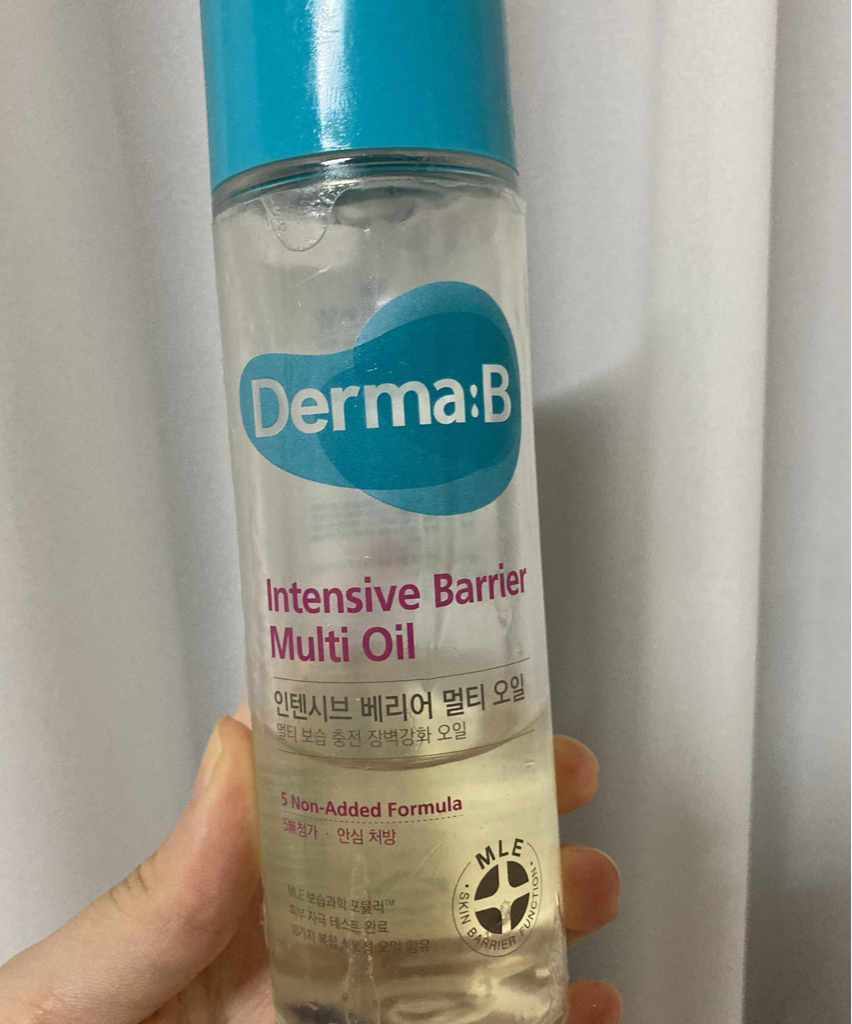 Derma:B
Intensive Barrier
Multi Oil
인텐시브 베리어 멀티 오일
멀티 보습 충전 장벽강화 오일
5 Non-Added Formula
5無첨가 · 안심 처방
MLE 보습과학 포뮬러™
피부 자극 테스트 완료
10가지 복합 식물성 오일 함유
MLE
· SKIN BARRIER FUNCTION ·